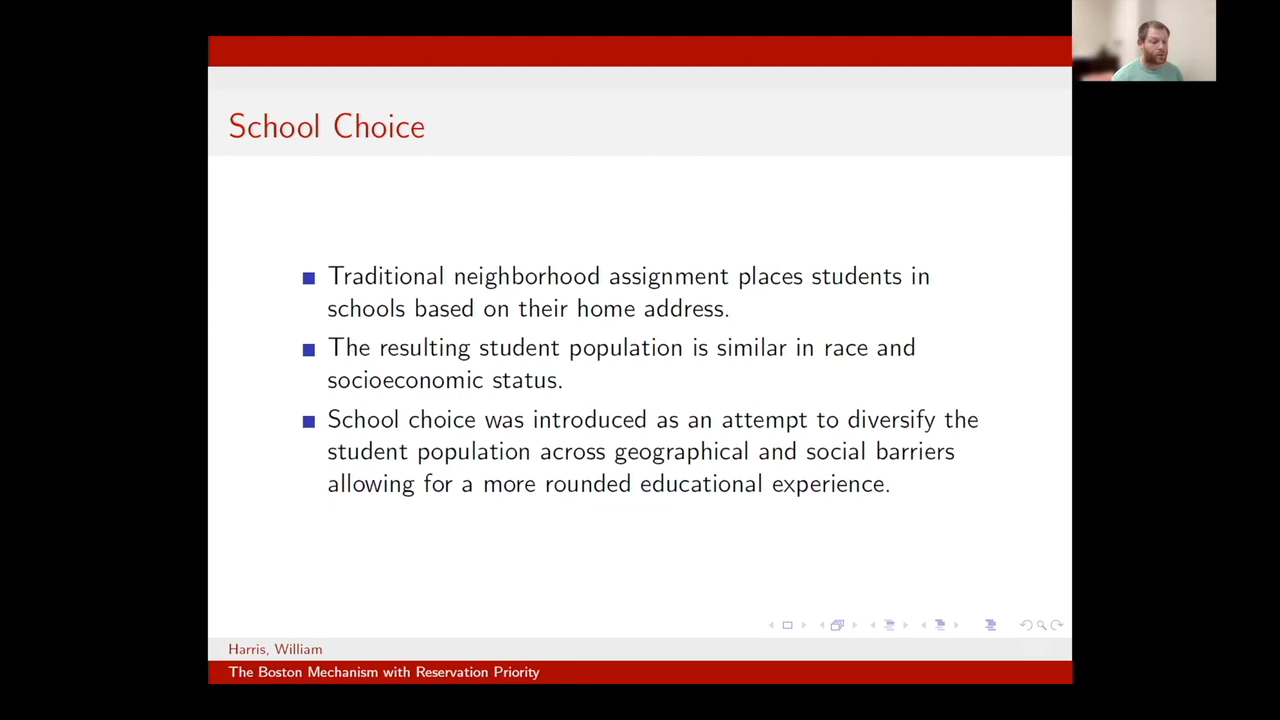 School Choice
Traditional neighborhood assignment places students in
schools based on their home address.
The resulting student population is similar in race and
socioeconomic status.
School choice was introduced as an attempt to diversify the
student population across geographical and social barriers
allowing for a more rounded educational experience.
Harris, William
The Boston Mechanism with Reservation Priority